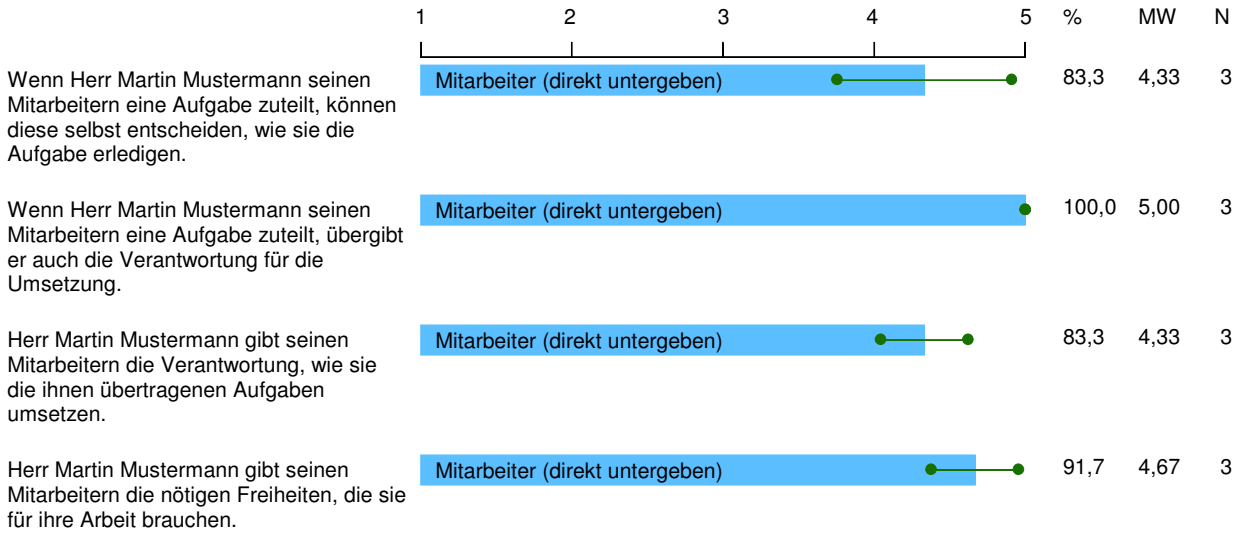 1 2 3 4 5 % MW N
Wenn Herr Martin Mustermann seinen
Mitarbeitern eine Aufgabe zuteilt, können
diese selbst entscheiden, wie sie die
Aufgabe erledigen.
Mitarbeiter (direkt untergeben) 83,3 4,33 3
Wenn Herr Martin Mustermann seinen
Mitarbeitern eine Aufgabe zuteilt, übergibt
er auch die Verantwortung für die
Umsetzung.
Mitarbeiter (direkt untergeben) 100,0 5,00 3
Herr Martin Mustermann gibt seinen
Mitarbeitern die Verantwortung, wie sie
die ihnen übertragenen Aufgaben
umsetzen.
Mitarbeiter (direkt untergeben) 83,3 4,33 3
Herr Martin Mustermann gibt seinen
Mitarbeitern die nötigen Freiheiten, die sie
für ihre Arbeit brauchen.
Mitarbeiter (direkt untergeben) 91,7 4,67 3